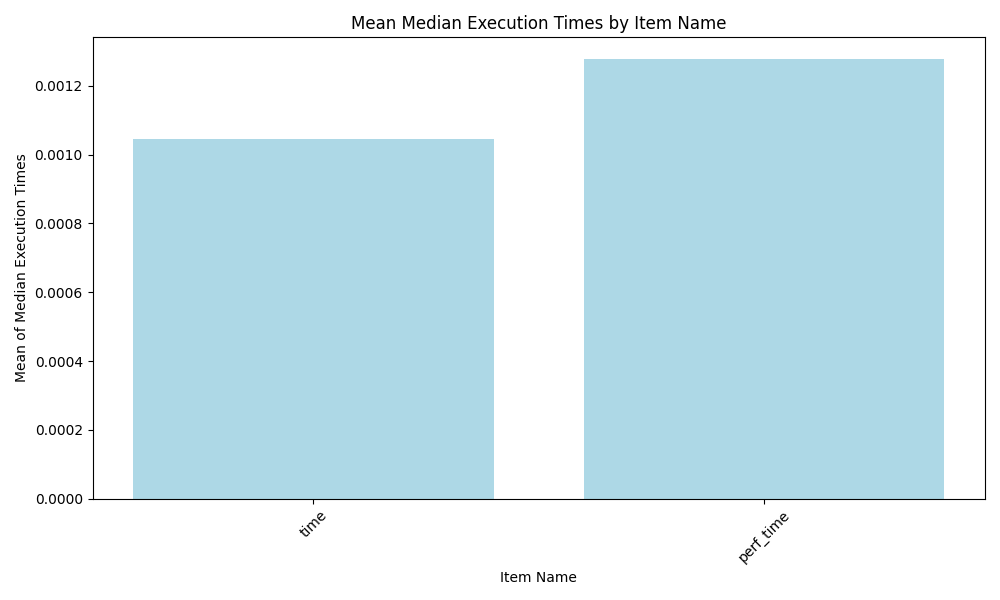 Mean Median Execution Times by Item Name
Mean of Median Execution Times
0.0012
0.0010
0.0008
0.0006
0.0004
0.0002
0.0000
time
perf_time
Item Name